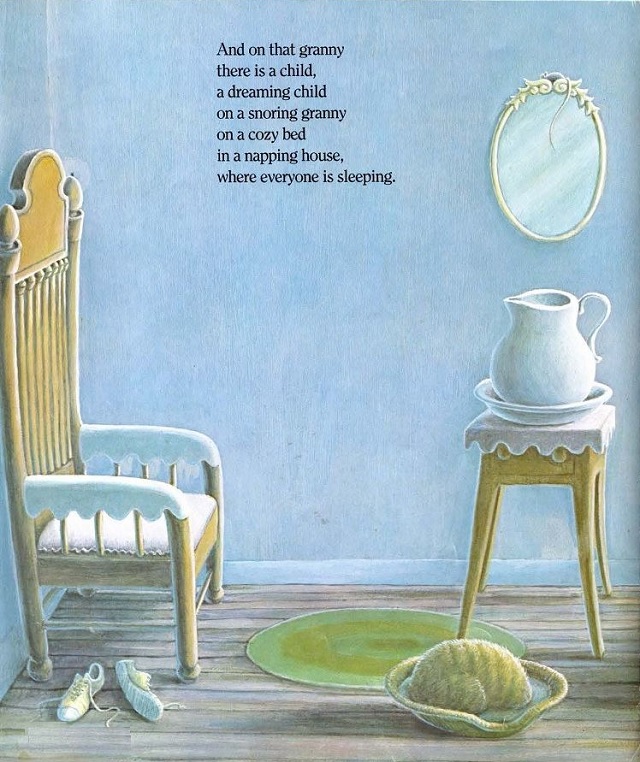 And on that granny
there is a child,
a dreaming child
on a snoring granny
on a cozy bed
in a napping house,
where everyone is sleeping.